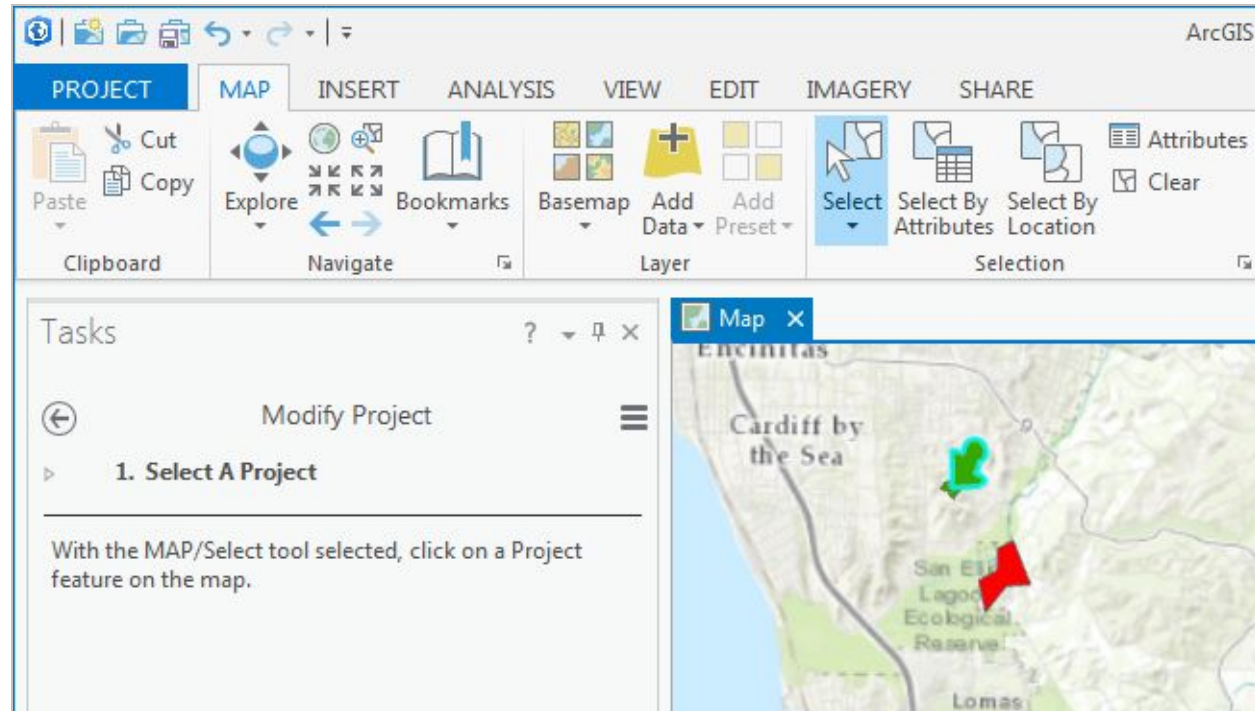 ArcGIS
PROJECT MAP INSERT ANALYSIS VIEW EDIT IMAGERY SHARE
Paste
Cut
Copy
Clipboard
Explore
Bookmarks
Navigate
Basemap
Add
Data
Add
Preset
Layer
Select
Select By
Attributes
Select By
Location
Attributes
Clear
Selection
Tasks
?
Modify Project
1. Select A Project
With the MAP/Select tool selected, click on a Project
feature on the map.
Map
Encinitas
Cardiff by
the Sea
San
Ecological
Reserve
Lomas